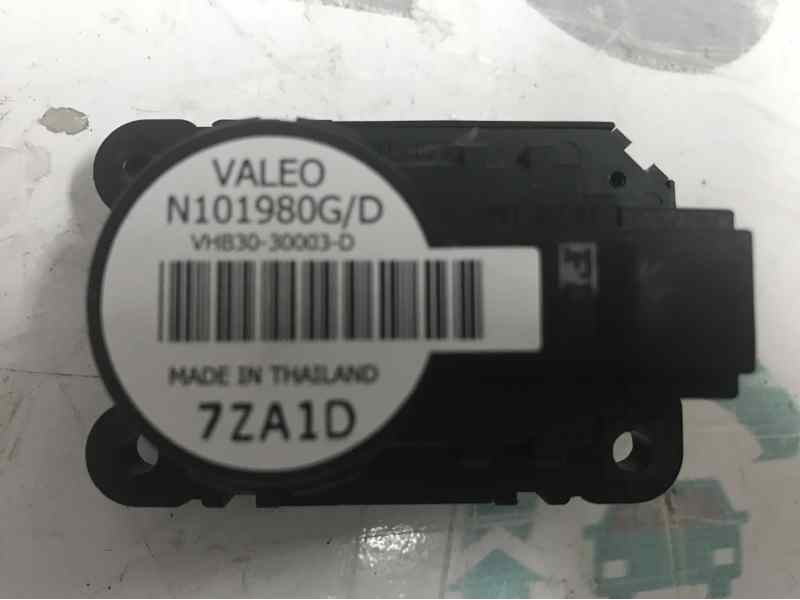 VALEO
N101980G/D
VHB30-30003-D
MADE IN THAILAND
7ZA1D